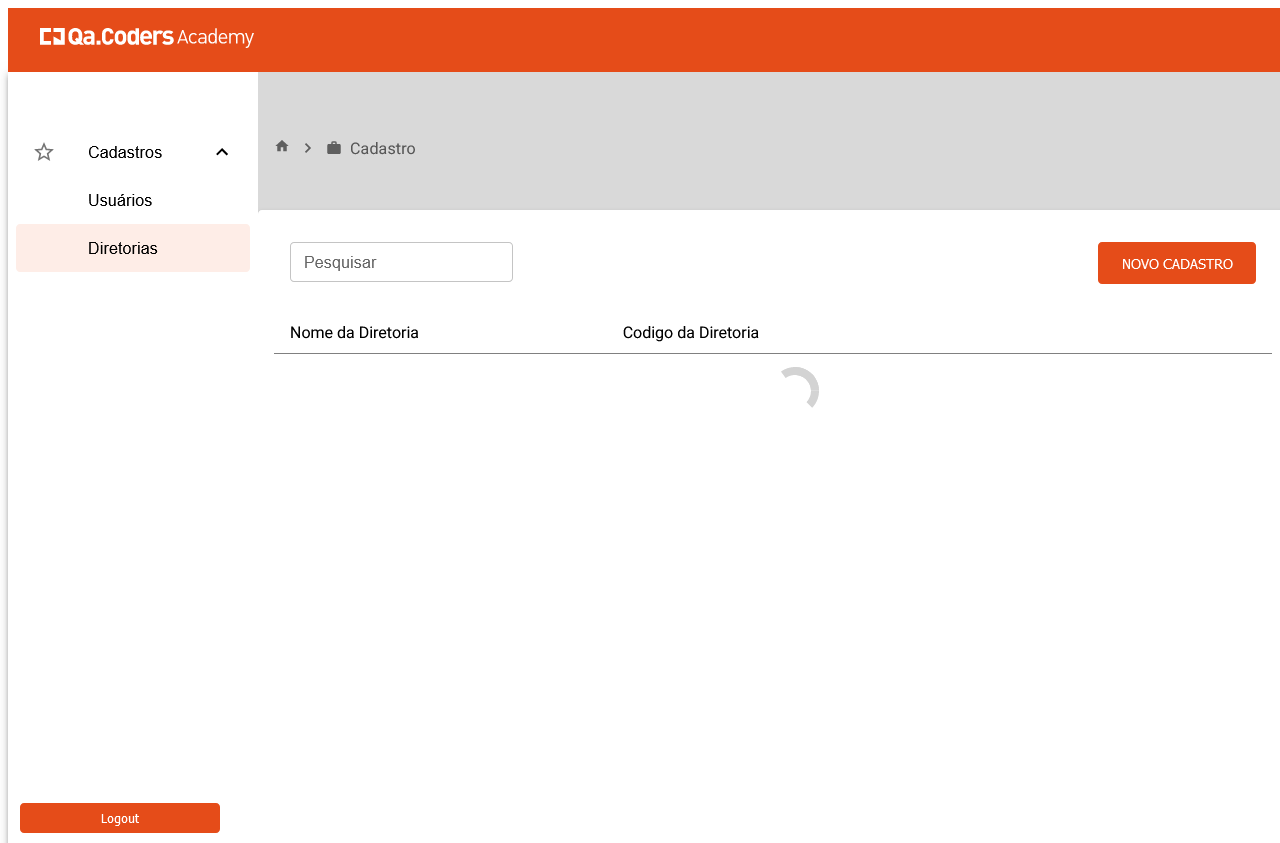 Qa.Coders Academy
Cadastros
Usuários
Diretorias
Cadastro
Pesquisar
NOVO CADASTRO
Nome da Diretoria
Codigo da Diretoria
Logout